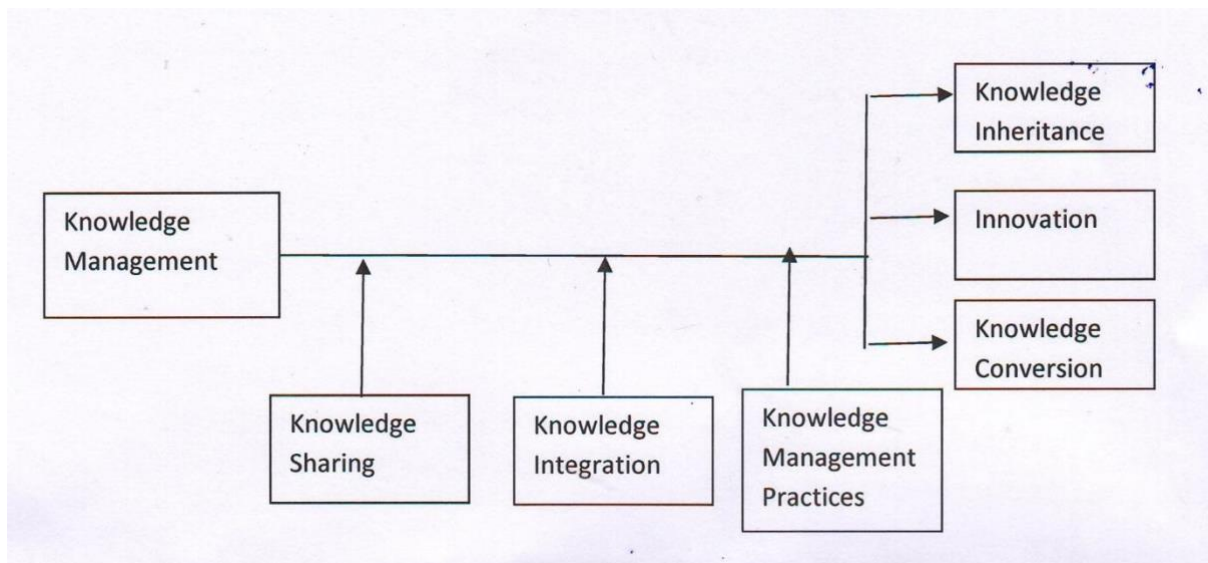 Knowledge
Inheritance
Knowledge
Management
Innovation
Knowledge
Conversion
Knowledge
Sharing
Knowledge
Integration
Knowledge
Management
Practices